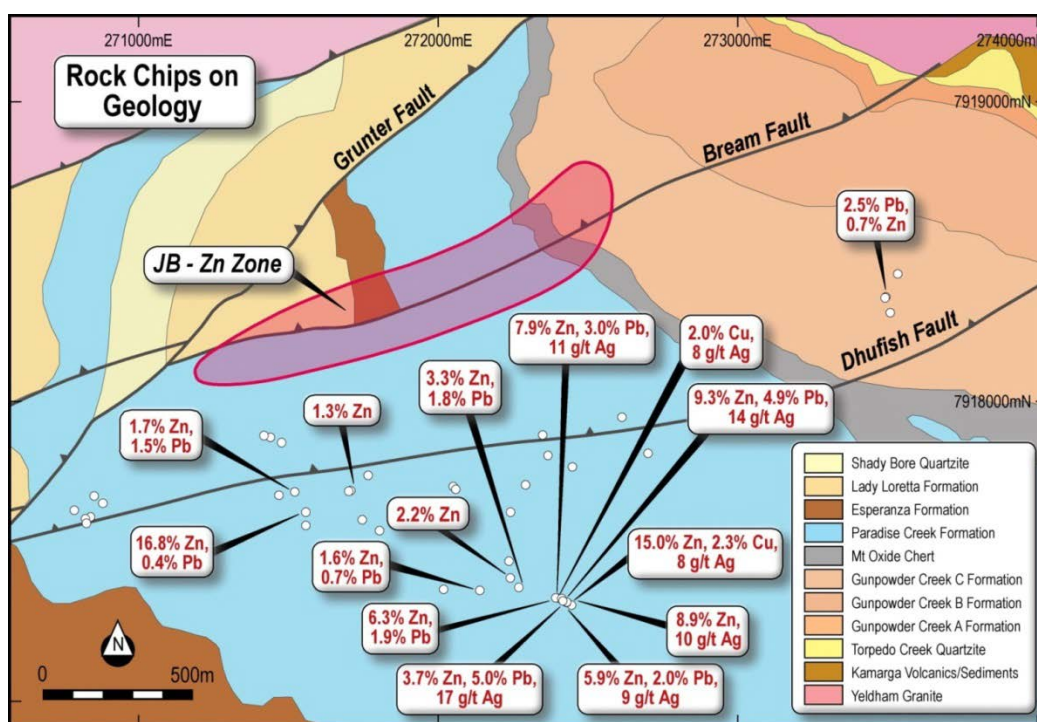 271000mE
272000mE
273000mE
274000mE
Rock Chips on
Geology
Grunter Fault
Bream Fault
7919000mN
2.5% Pb,
0.7% Zn
JB - Zn Zone
Dhufish Fault
7.9% Zn, 3.0% Pb,
11 g/t Ag
2.0% Cu,
8 g/t Ag
3.3% Zn,
1.8% Pb
9.3% Zn, 4.9% Pb,
14 g/t Ag
7918000mN
1.7% Zn,
1.5% Pb
1.3% Zn
16.8% Zn,
0.4% Pb
2.2% Zn
1.6% Zn,
0.7% Pb
15.0% Zn, 2.3% Cu,
8 g/t Ag
6.3% Zn,
1.9% Pb
8.9% Zn,
10 g/t Ag
3.7% Zn, 5.0% Pb,
17 g/t Ag
5.9% Zn, 2.0% Pb,
9 g/t Ag
N
0
500m
Shady Bore Quartzite
Lady Loretta Formation
Esperanza Formation
Paradise Creek Formation
Mt Oxide Chert
Gunpowder Creek C Formation
Gunpowder Creek B Formation
Gunpowder Creek A Formation
Torpedo Creek Quartzite
Kamarga Volcanics/Sediments
Yeldham Granite